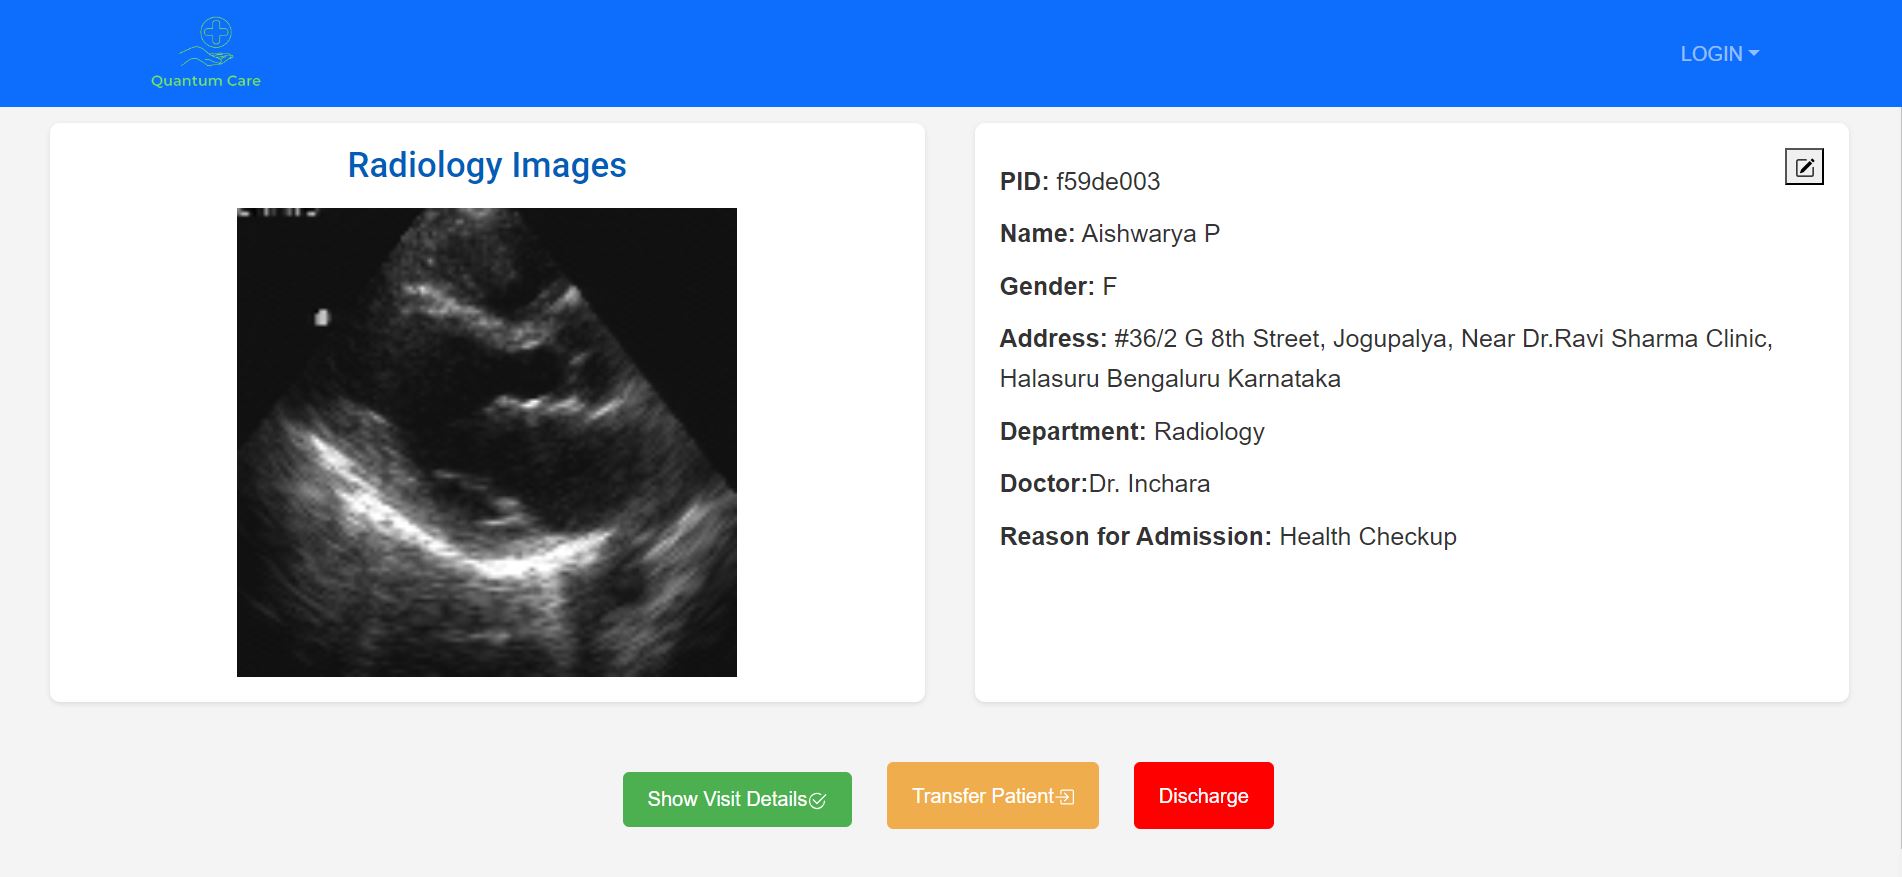 Quantum Care
LOGIN
Radiology Images
PID: f59de003
Name: Aishwarya P
Gender: F
Address: #36/2 G 8th Street, Jogupalya, Near Dr.Ravi Sharma Clinic,
Halasuru Bengaluru Karnataka
Department: Radiology
Doctor:Dr. Inchara
Reason for Admission: Health Checkup
Show Visit Details
Transfer Patient
Discharge